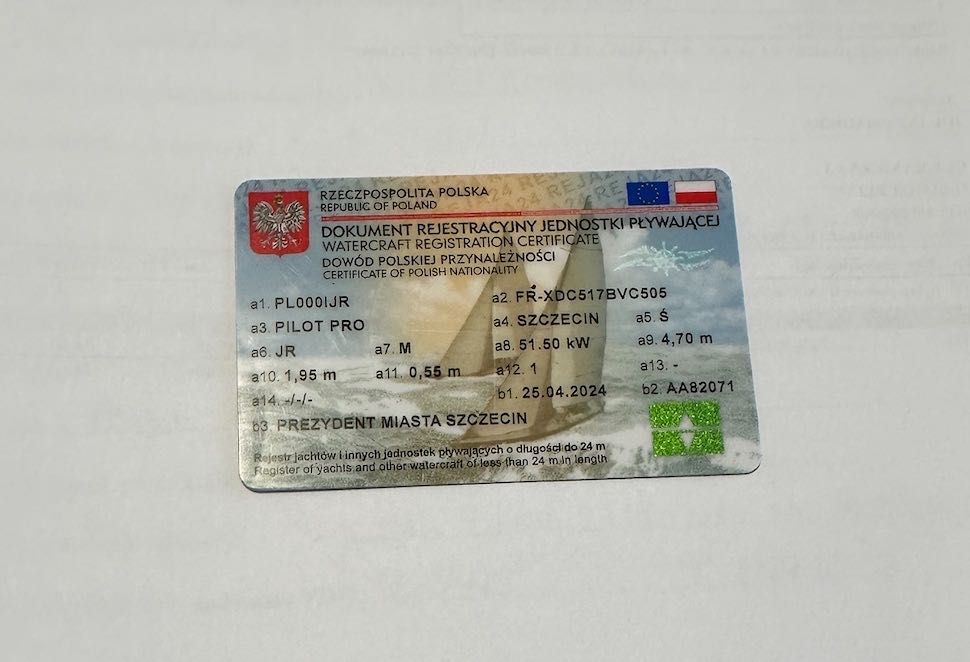 RZECZPOSPOLITA POLSKA
REPUBLIC OF POLAND
DOKUMENT REJESTRACYJNY JEDNOSTKI PŁYWAJĄCEJ
WATERCRAFT REGISTRATION CERTIFICATE
DOWÓD POLSKIEJ PRZYNALEŻNOŚCI
CERTIFICATE OF POLISH NATIONALITY
a1. PL000IJR a2. FR-XDC517BVC505
a3. PILOT PRO a4. SZCZECIN a5. Ś
a6. JR a7. M a8. 51.50 kW a9. 4,70 m
a10. 1,95 m a11. 0,55 m a12. 1 a13. -
a14. -/-/- b1. 25.04.2024 b2. AA82071
b3. PREZYDENT MIASTA SZCZECIN
Rejestr jachtów i innych jednostek pływających o długości do 24 m
Register of yachts and other watercraft of less than 24 m in length